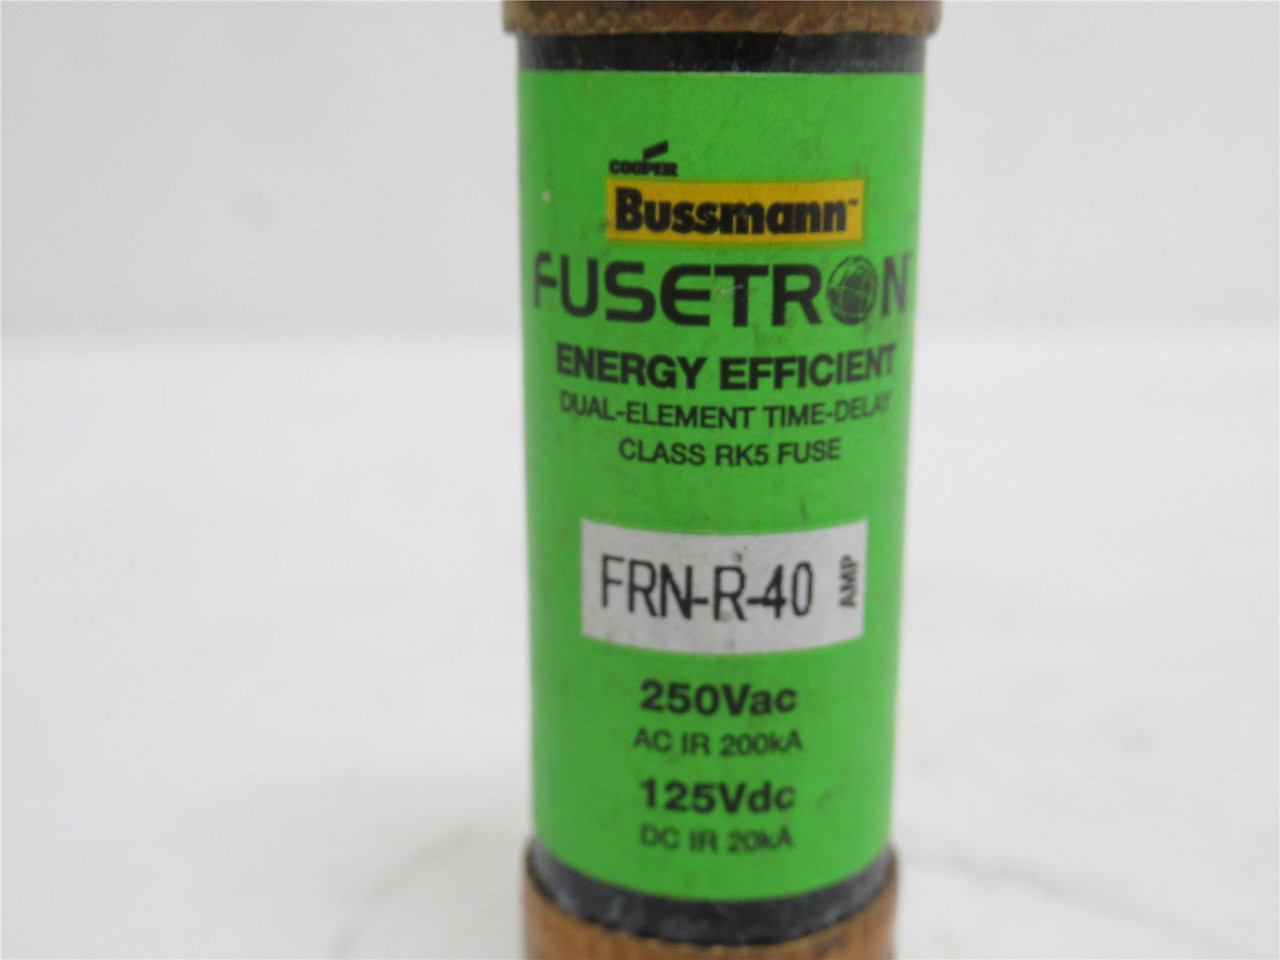 COOPER
Bussmann™
FUSETRON
ENERGY EFFICIENT
DUAL-ELEMENT TIME-DELAY
CLASS RK5 FUSE
FRN-R-40 AMP
250Vac
AC IR 200kA
125Vdc
DC IR 20kA